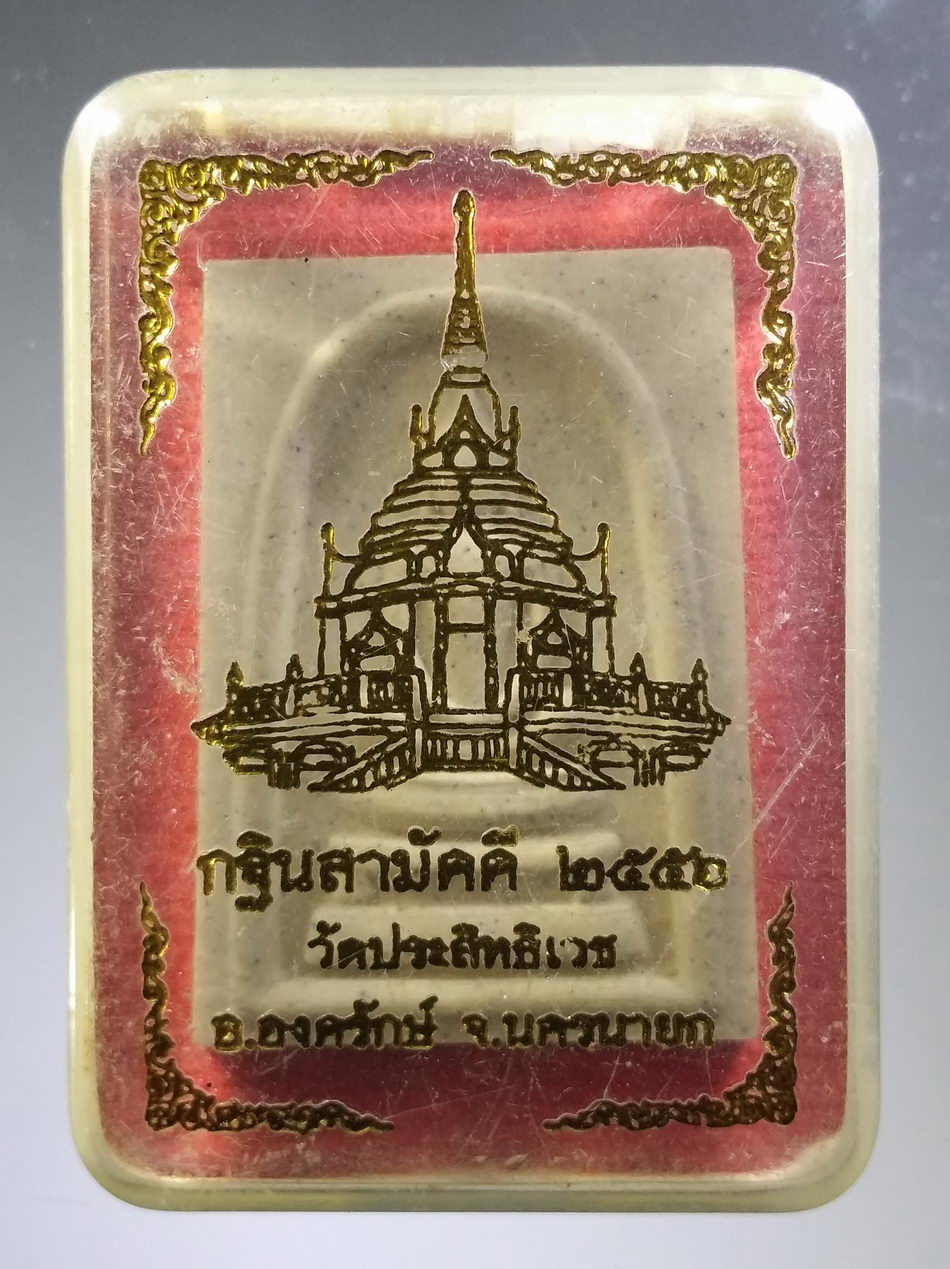 กฐินสามัคคี ๒๕๕๒
วัดประสิทธิเวช
อ.องครักษ์ จ.นครนายก